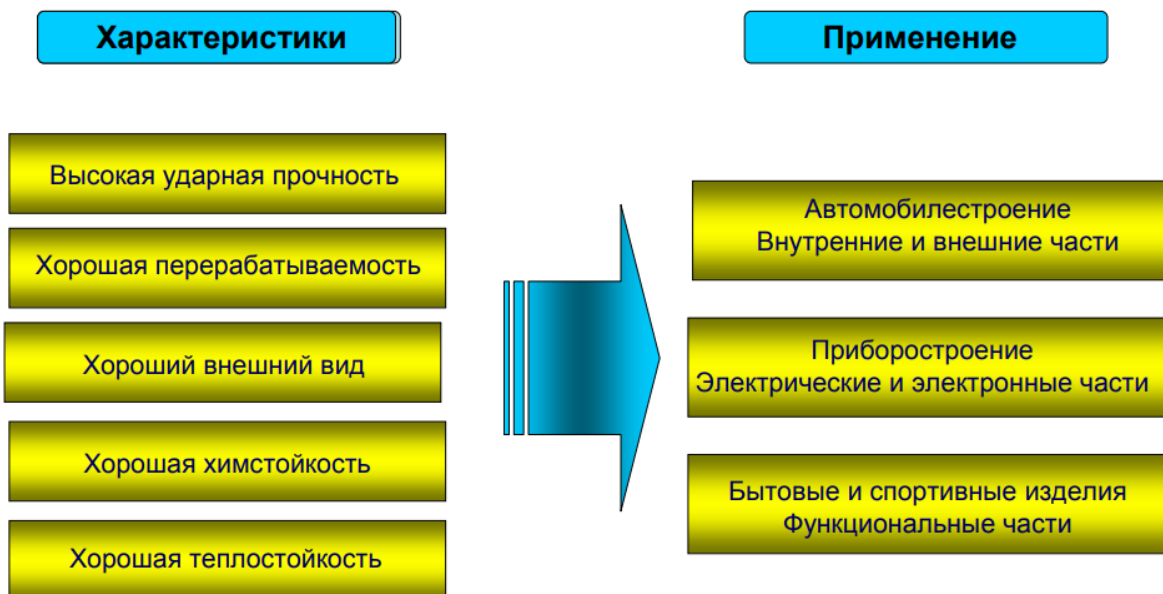 Характеристики
Применение
Высокая ударная прочность
Хорошая перерабатываемость
Хороший внешний вид
Хорошая химстойкость
Хорошая теплостойкость
Автомобилестроение
Внутренние и внешние части
Приборостроение
Электрические и электронные части
Бытовые и спортивные изделия
Функциональные части